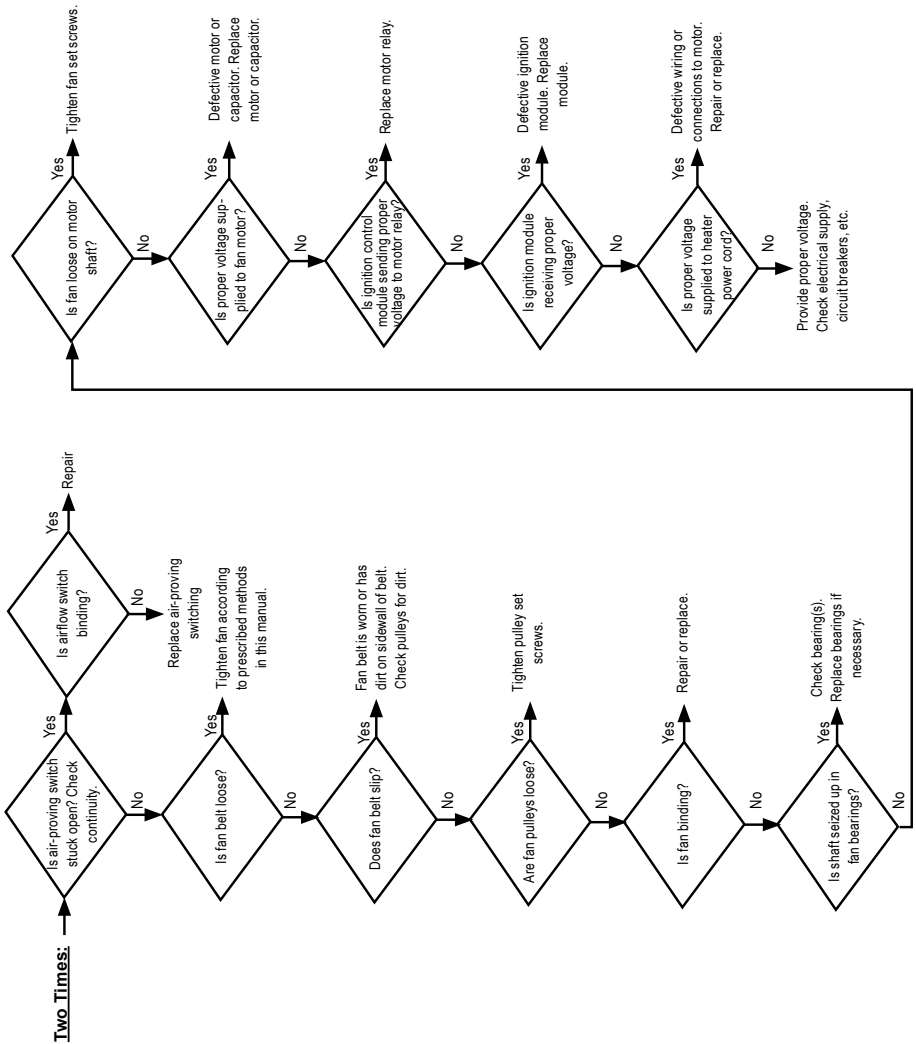 Two Times:
Is air-proving switch
stuck open? Check
continuity.
Yes
Is airflow switch
binding?
Yes
Repair
No
Replace air-proving
switching
No
Is fan belt loose?
Yes
Tighten fan according
to prescribed methods
in this manual.
No
Does fan belt slip?
Yes
Fan belt is worn or has
dirt on sidewall of belt.
Check pulleys for dirt.
No
Are fan pulleys loose?
Yes
Tighten pulley set
screws.
No
Is fan binding?
Yes
Repair or replace.
No
Is shaft seized up in
fan bearings?
Yes
Check bearing(s).
Replace bearings if
necessary.
No
Is fan loose on motor
shaft?
Yes
Tighten fan set screws.
No
Is proper voltage sup-
plied to fan motor?
Yes
Defective motor or
capacitor. Replace
motor or capacitor.
No
Is ignition control
module sending proper
voltage to motor relay?
Yes
Replace motor relay.
No
Is ignition module
receiving proper
voltage?
Yes
Defective ignition
module. Replace
module.
No
Is proper voltage
supplied to heater
power cord?
Yes
Defective wiring or
connections to motor.
Repair or replace.
No
Provide proper voltage.
Check electrical supply,
circuit breakers, etc.